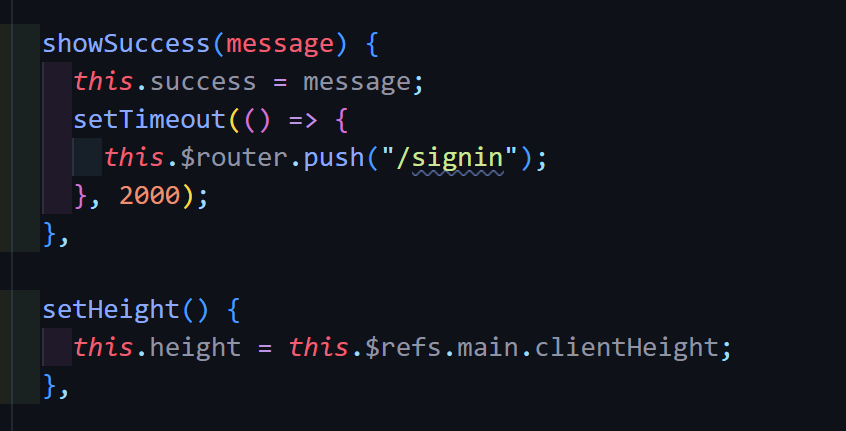 showSuccess(message) {
this.success = message;
setTimeout(() => {
this.$router.push("/signin");
}, 2000);
},
setHeight() {
this.height = this.$refs.main.clientHeight;
},